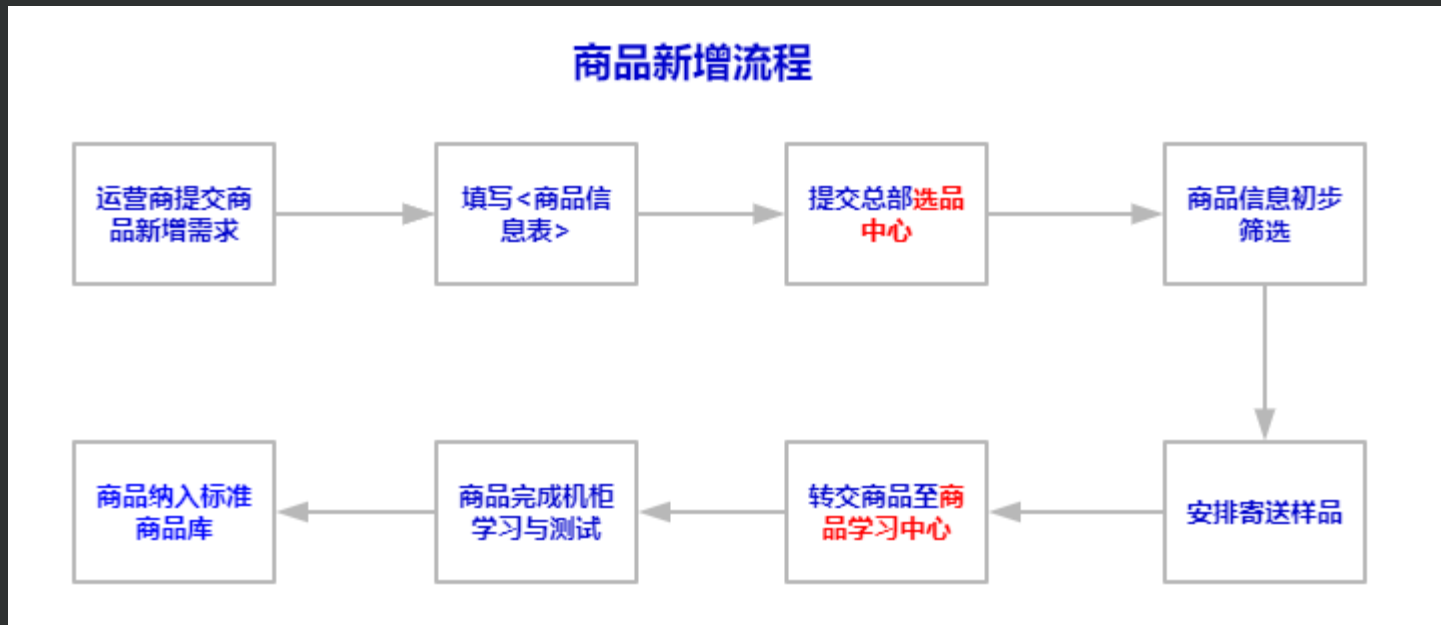 商品新增流程
运营商提交商
品新增需求
填写<商品信
息表>
提交总部选品
中心
商品信息初步
筛选
安排寄送样品
转交商品至商
品学习中心
商品完成机柜
学习与测试
商品纳入标准
商品库